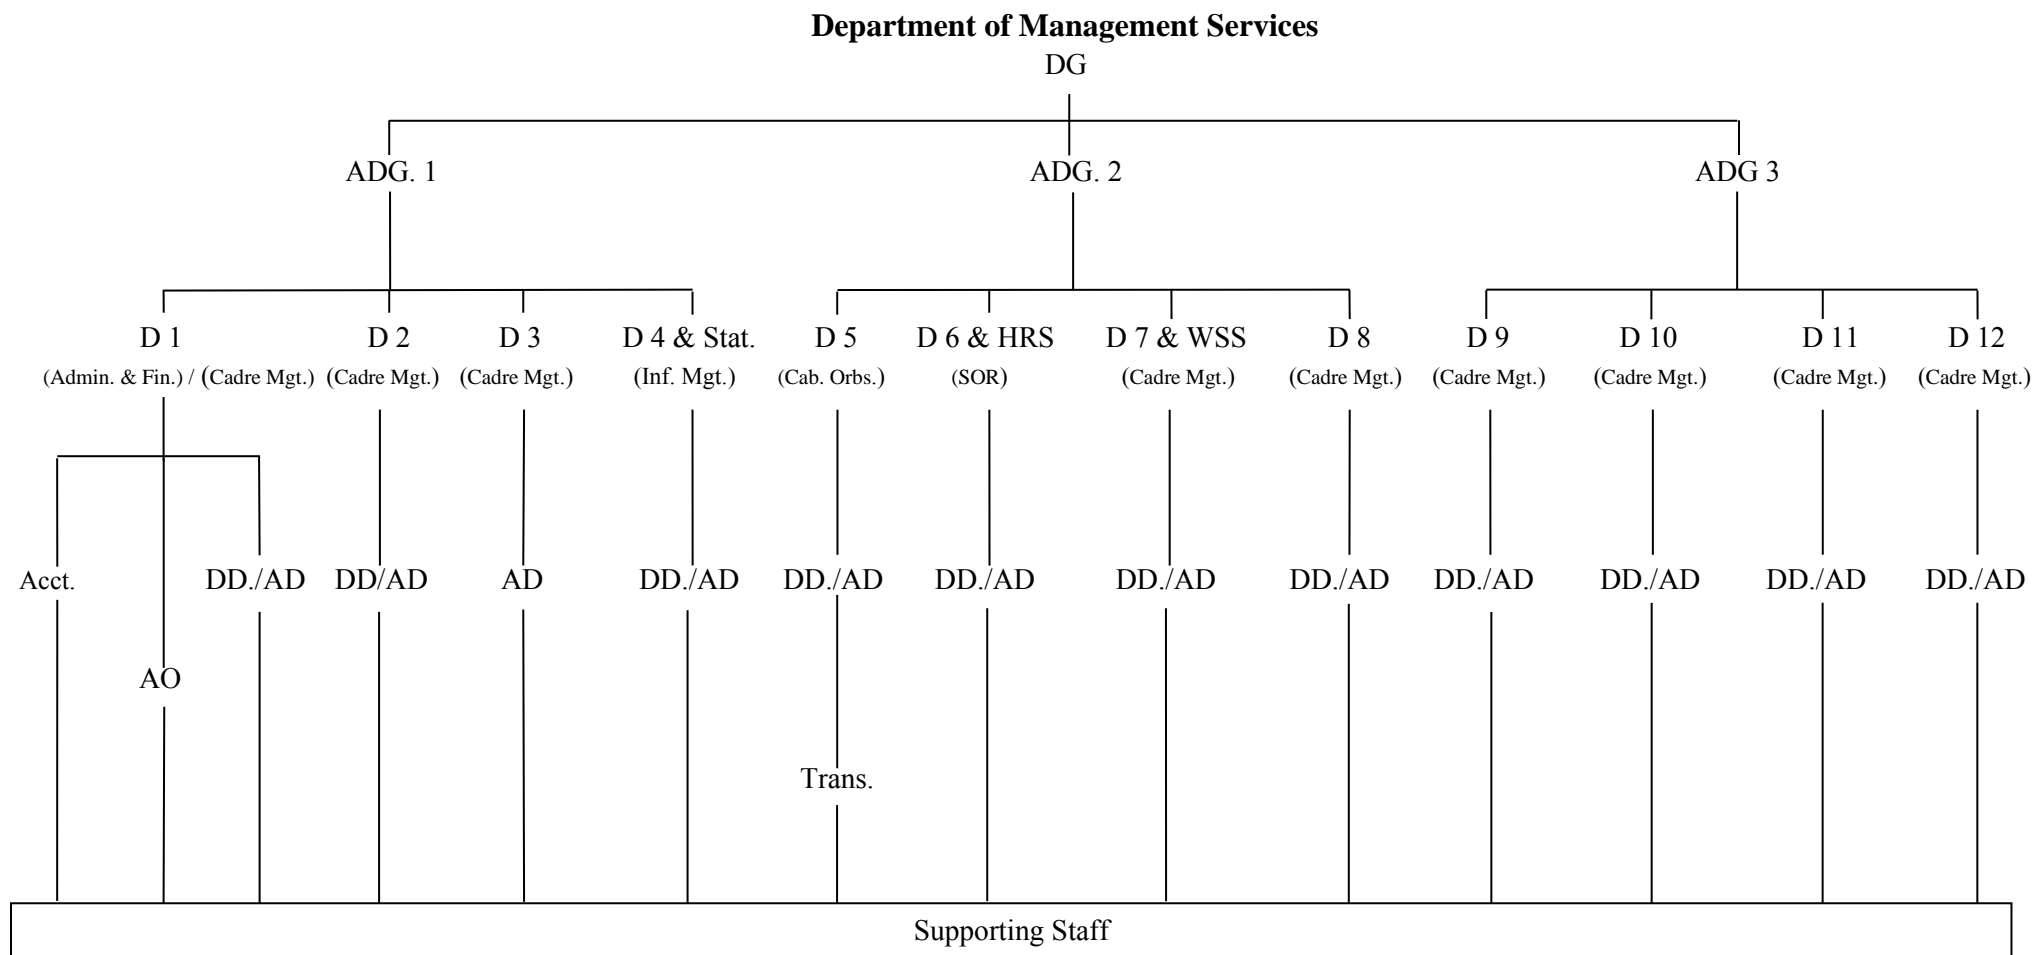 Department of Management Services
DG
ADG. 1 ADG. 2 ADG 3
D 1 D 2 D 3 D 4 & Stat. D 5 D 6 & HRS D 7 & WSS D 8 D 9 D 10 D 11 D 12
(Admin. & Fin.) / (Cadre Mgt.) (Cadre Mgt.) (Cadre Mgt.) (Inf. Mgt.) (Cab. Orbs.) (SOR) (Cadre Mgt.) (Cadre Mgt.) (Cadre Mgt.) (Cadre Mgt.) (Cadre Mgt.) (Cadre Mgt.)
Acct. DD./AD DD/AD AD DD./AD DD./AD DD./AD DD./AD DD./AD DD./AD DD./AD DD./AD DD./AD
AO
Trans.
Supporting Staff